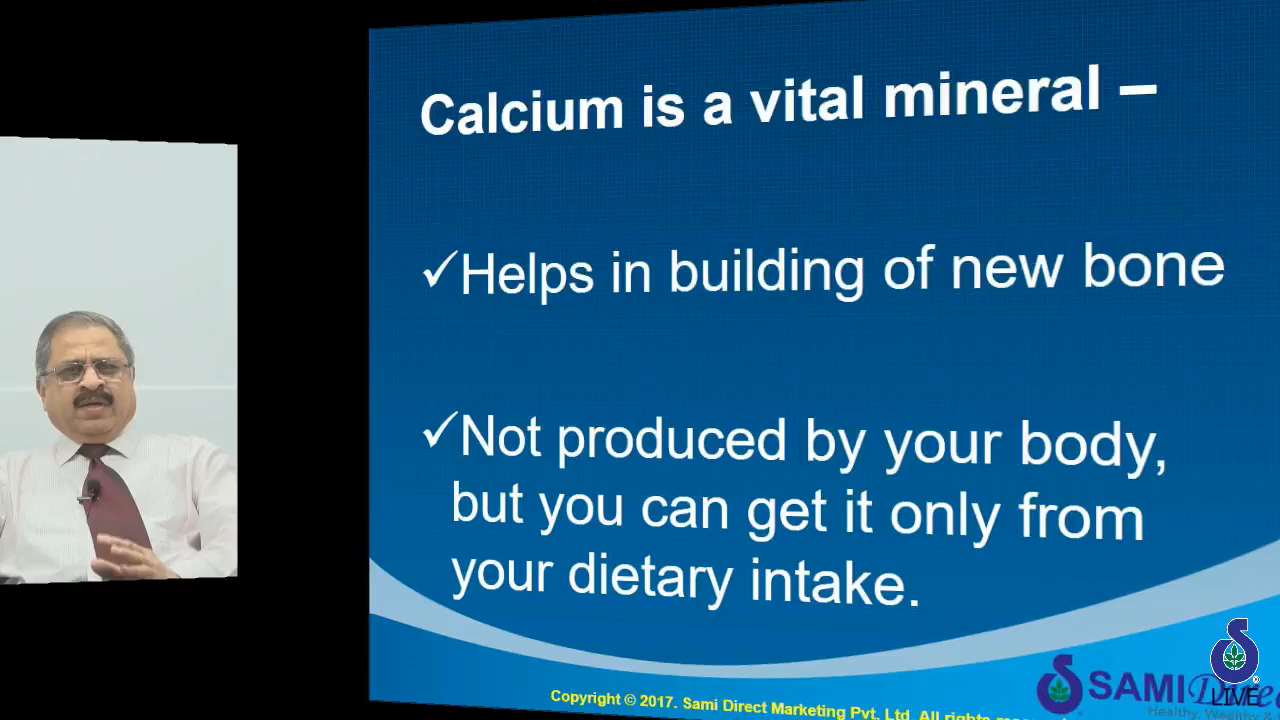 Calcium is a vital mineral –
✓Helps in building of new bone
✓Not produced by your body,
but you can get it only from
your dietary intake.
Copyright © 2017. Sami Direct Marketing Pvt. Ltd. All rights
SAMI
LIVE